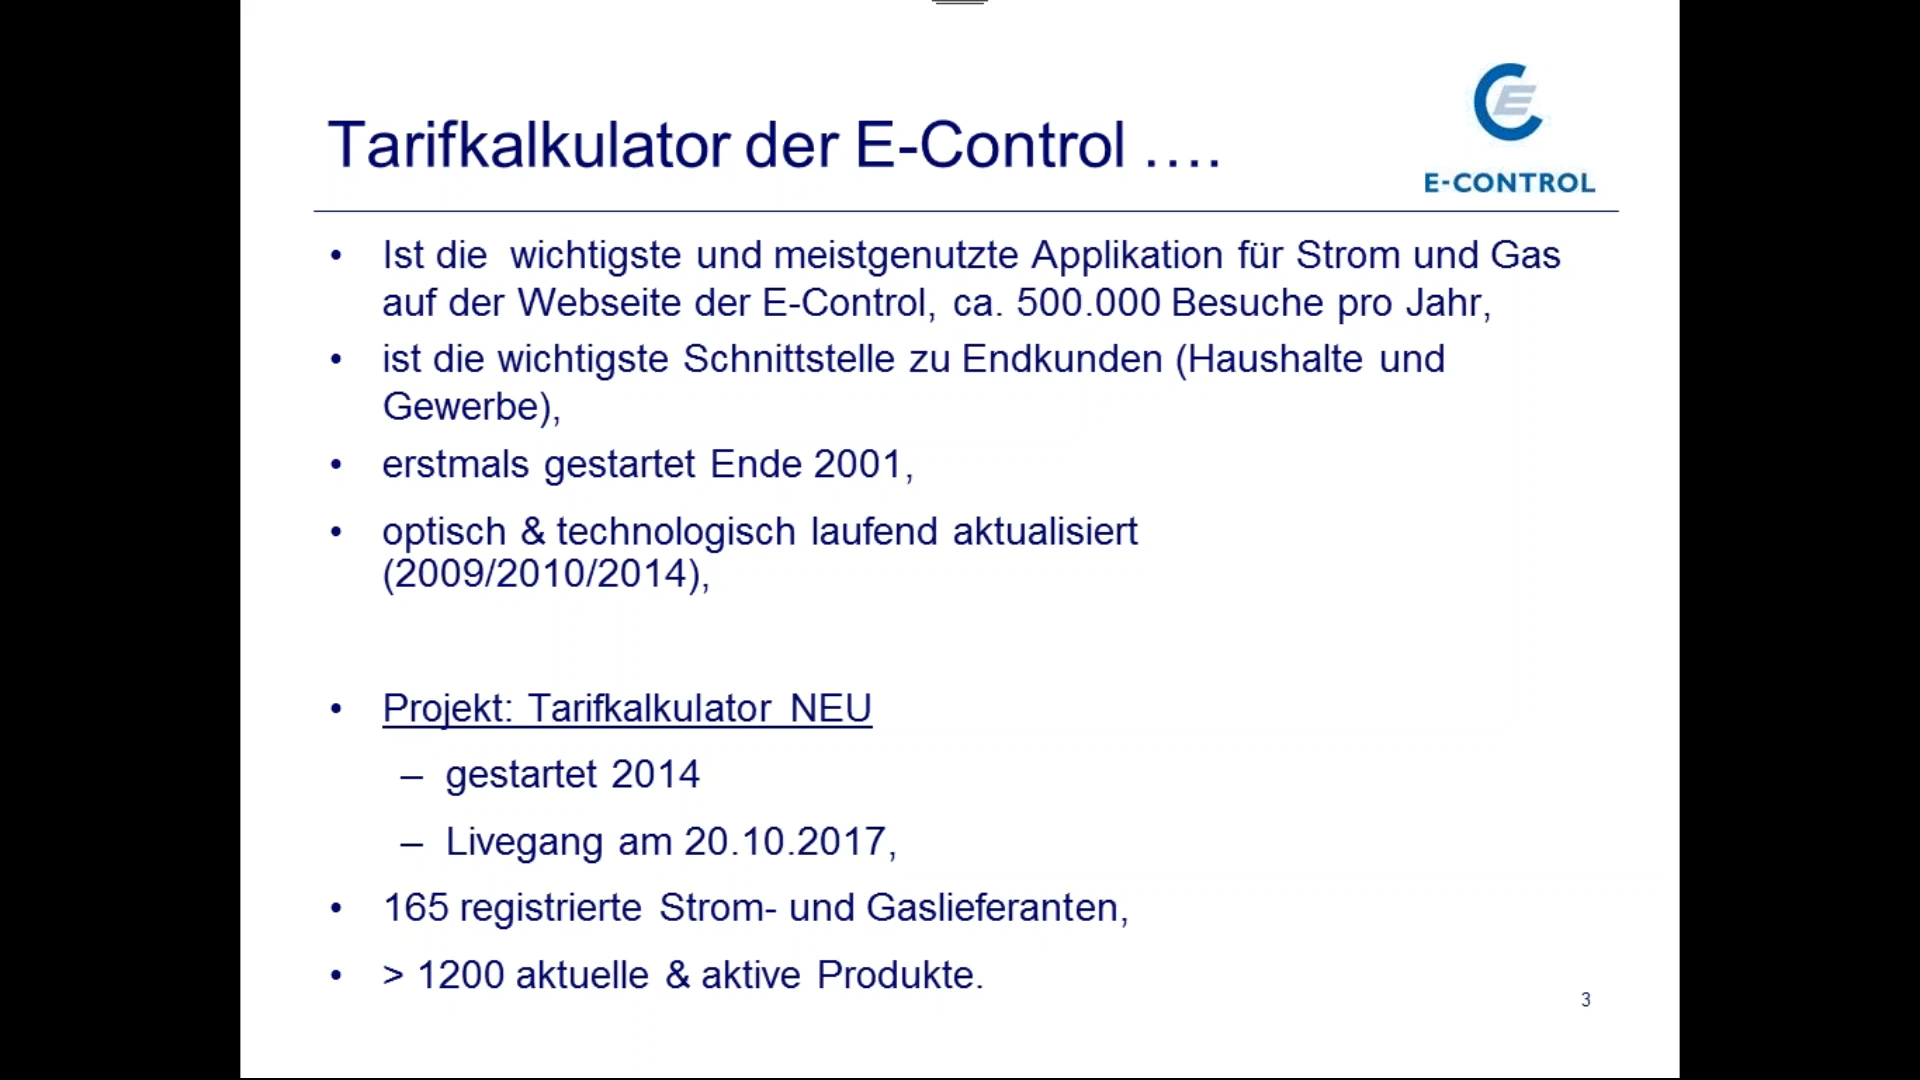 Tarifkalkulator der E-Control ….
E-CONTROL
• Ist die wichtigste und meistgenutzte Applikation für Strom und Gas
auf der Webseite der E-Control, ca. 500.000 Besuche pro Jahr,
• ist die wichtigste Schnittstelle zu Endkunden (Haushalte und
Gewerbe),
• erstmals gestartet Ende 2001,
• optisch & technologisch laufend aktualisiert
(2009/2010/2014),
• Projekt: Tarifkalkulator NEU
– gestartet 2014
– Livegang am 20.10.2017,
• 165 registrierte Strom- und Gaslieferanten,
• > 1200 aktuelle & aktive Produkte.
3